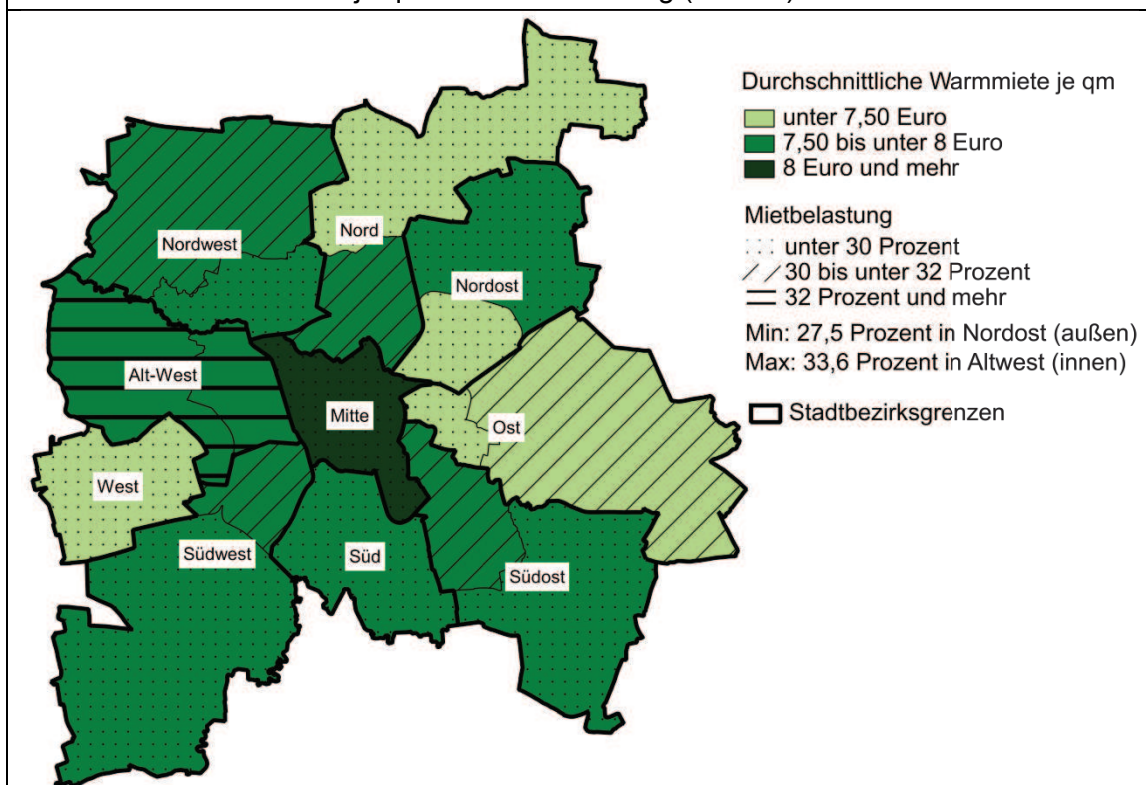 Durchschnittliche Warmmiete je qm
unter 7,50 Euro
7,50 bis unter 8 Euro
8 Euro und mehr
Mietbelastung
unter 30 Prozent
30 bis unter 32 Prozent
32 Prozent und mehr
Min: 27,5 Prozent in Nordost (außen)
Max: 33,6 Prozent in Altwest (innen)
Stadtbezirksgrenzen
Nordwest
Nord
Nordost
Alt-West
Mitte
Ost
West
Südwest
Süd
Südost